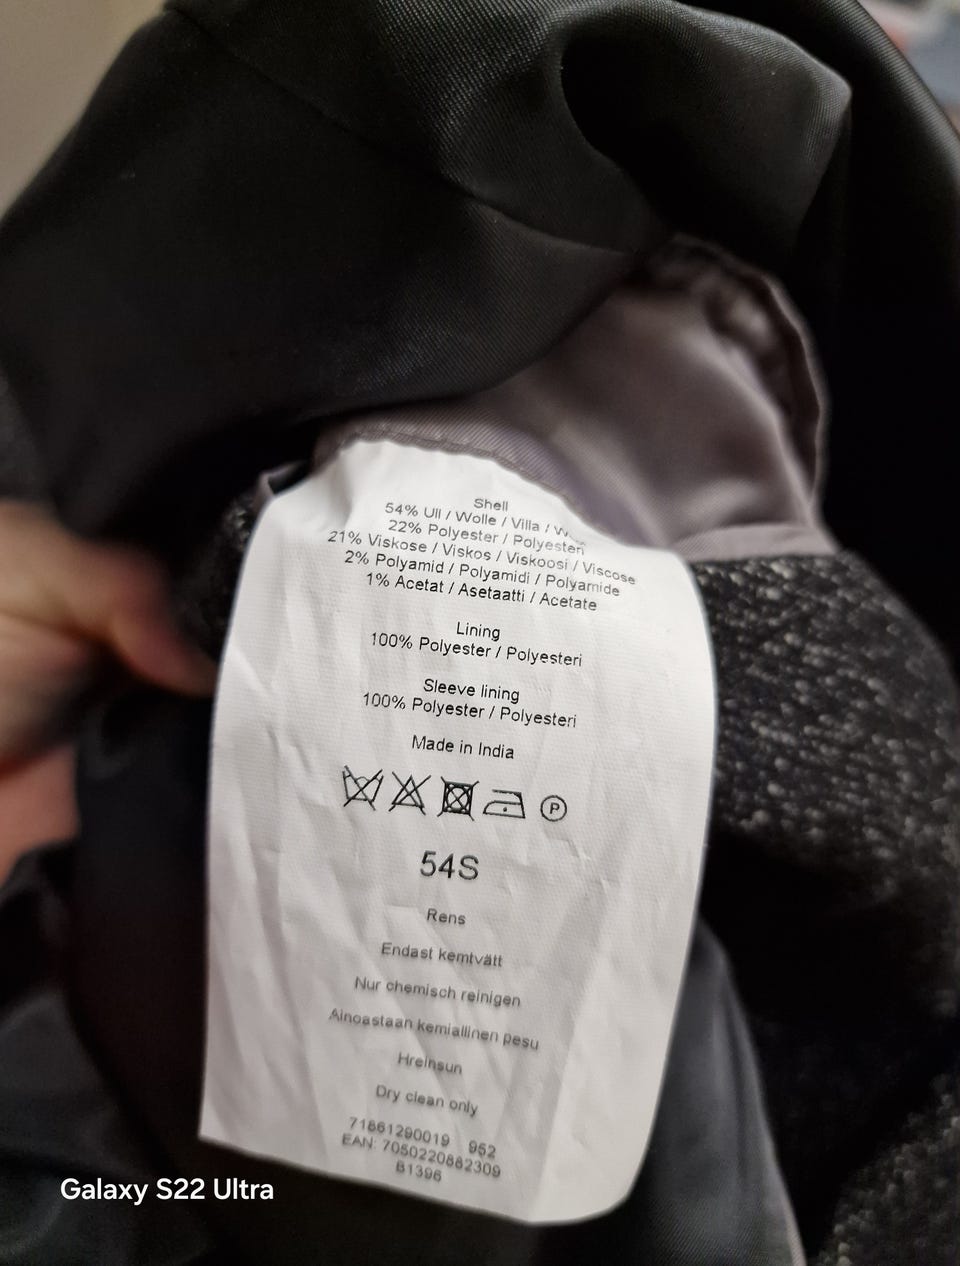 Shell
54% Ull / Wolle / Villa /
22% Polyester / Polyesteri
21% Viskose / Viskos / Viskoosi / Viscose
2% Polyamid / Polyamidi / Polyamide
1% Acetat / Asetaatti / Acetate
Lining
100% Polyester / Polyesteri
Sleeve lining
100% Polyester / Polyesteri
Made in India
P
54S
Rens
Endast kemtvätt
Nur chemisch reinigen
Ainoastaan kemiallinen pesu
Hreinsun
Dry clean only
71861290019 952
EAN: 7050220882309
B1396
Galaxy S22 Ultra